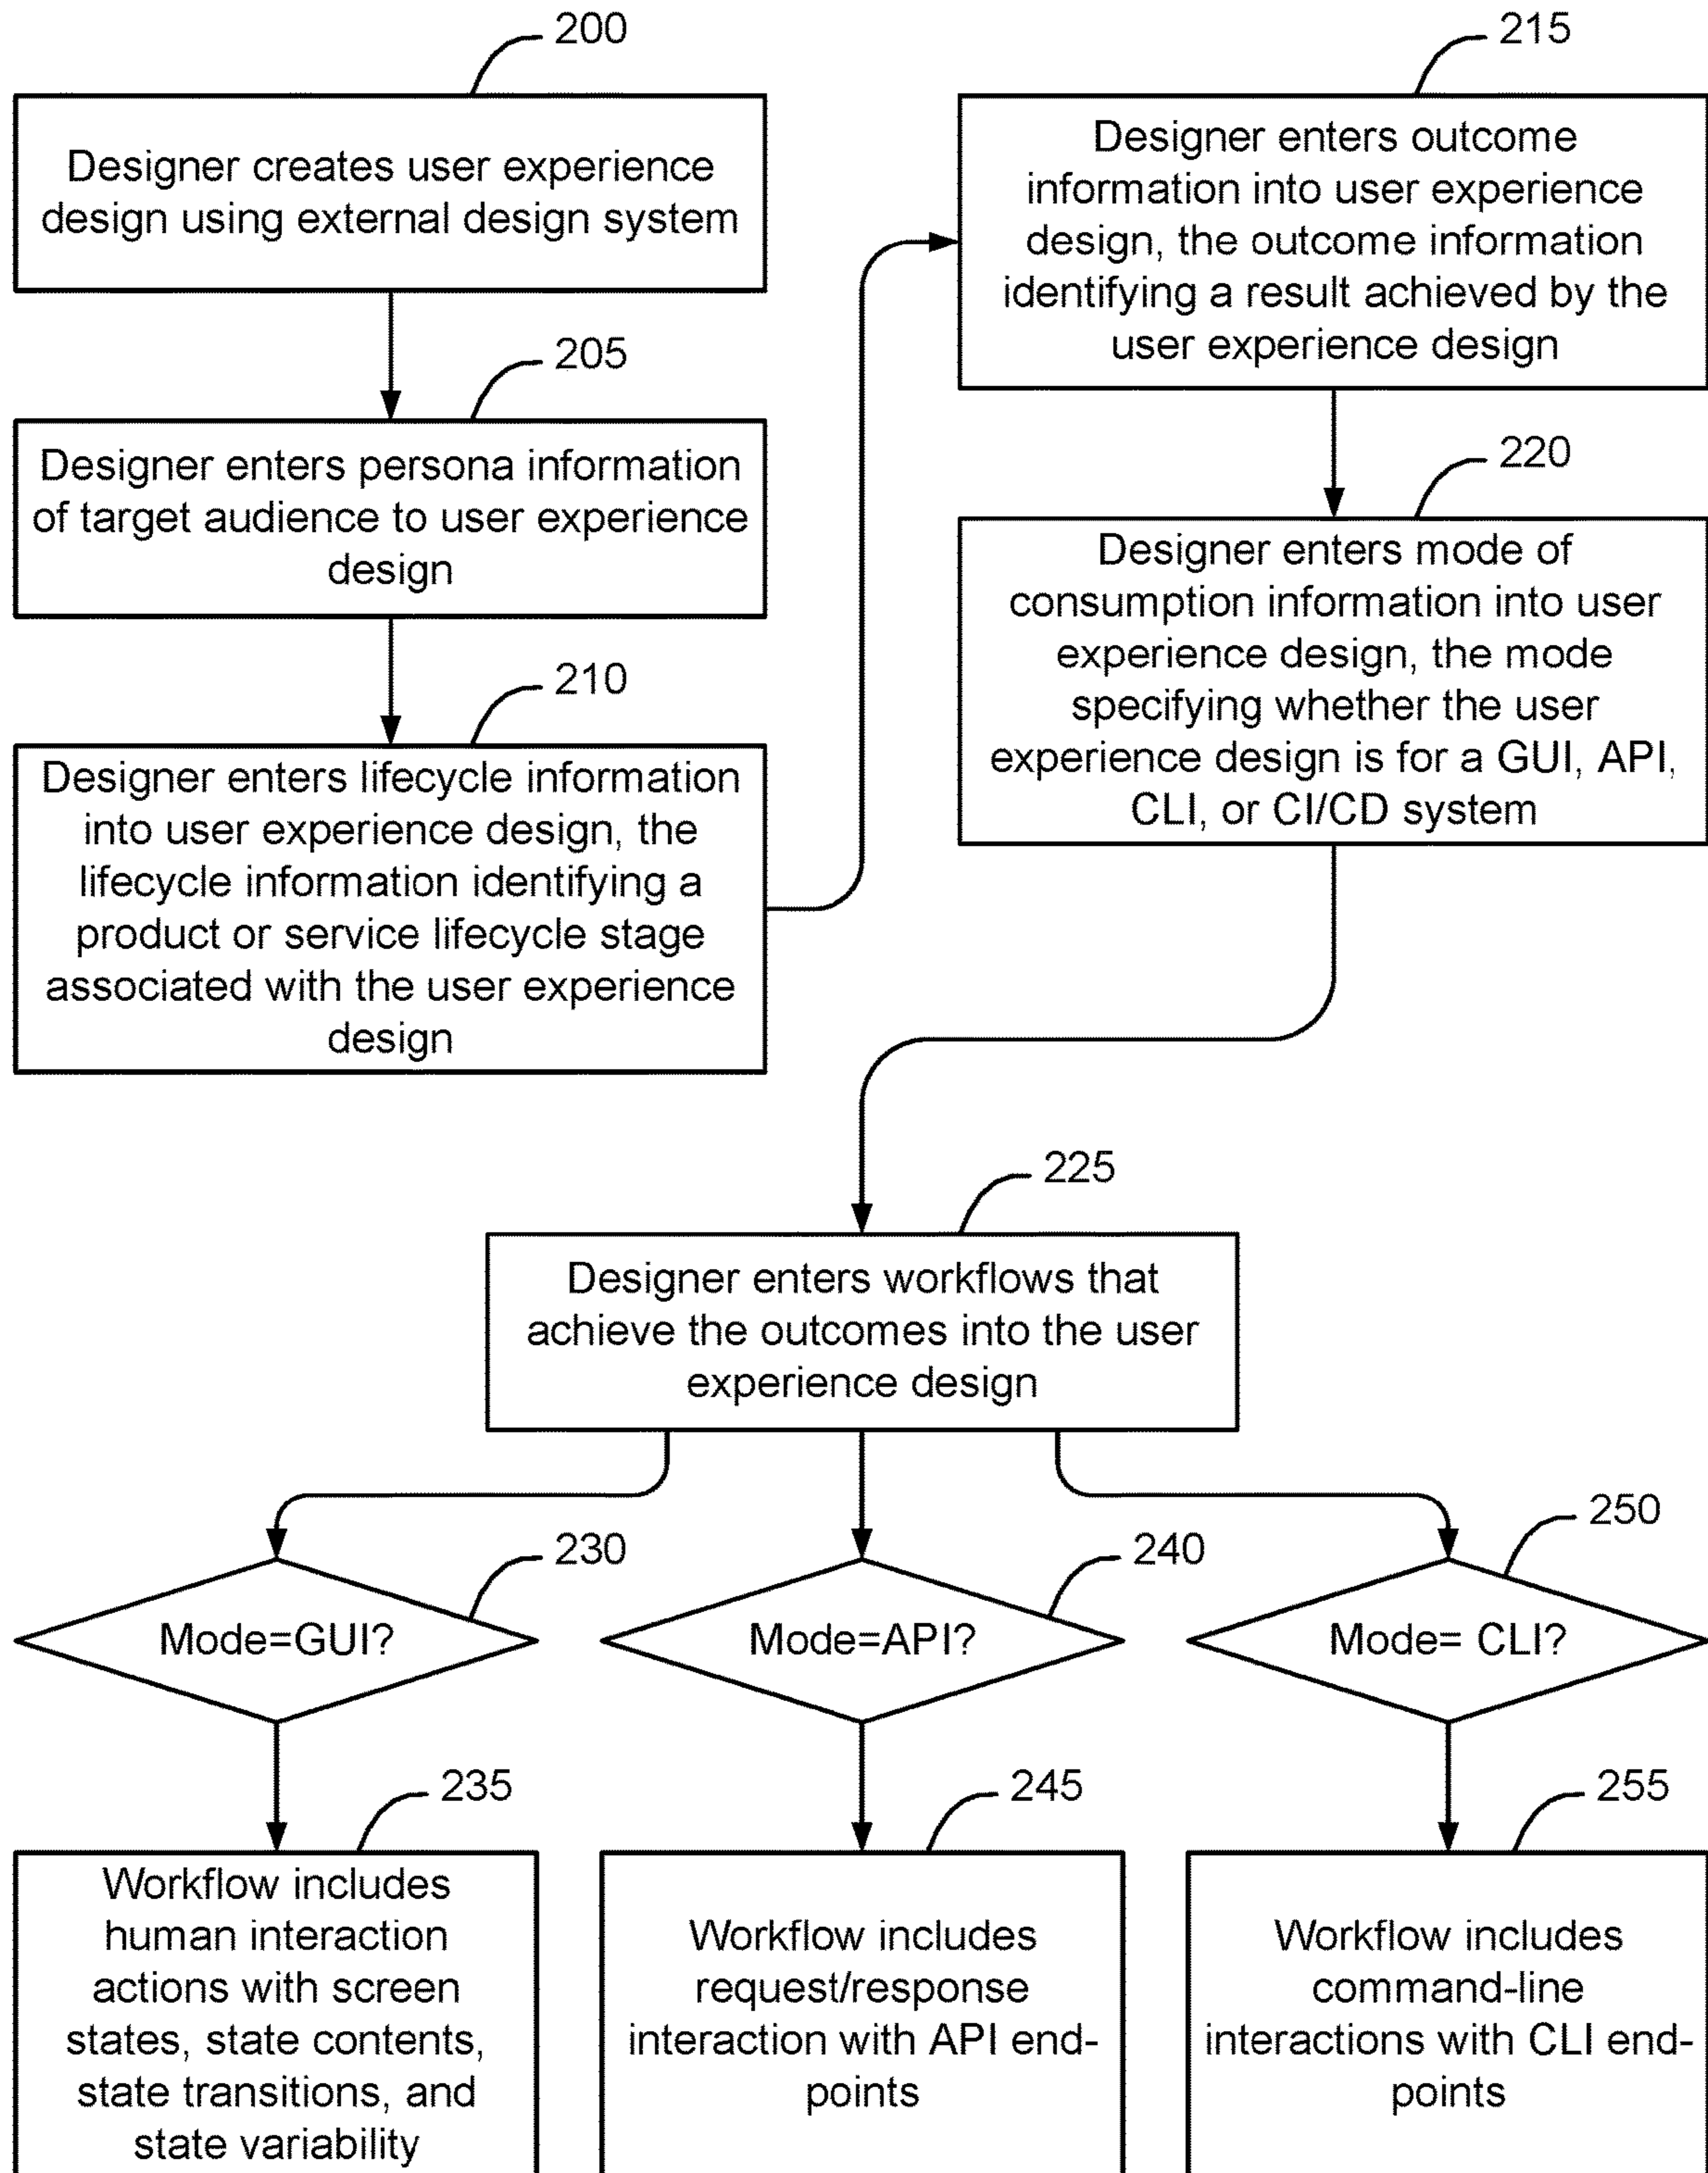 200
Designer creates user experience
design using external design system
205
Designer enters persona information
of target audience to user experience
design
210
Designer enters lifecycle information
into user experience design, the
lifecycle information identifying a
product or service lifecycle stage
associated with the user experience
design
215
Designer enters outcome
information into user experience
design, the outcome information
identifying a result achieved by the
user experience design
220
Designer enters mode of
consumption information into user
experience design, the mode
specifying whether the user
experience design is for a GUI, API,
CLI, or CI/CD system
225
Designer enters workflows that
achieve the outcomes into the user
experience design
230
Mode=GUI?
235
Workflow includes
human interaction
actions with screen
states, state contents,
state transitions, and
state variability
240
Mode=API?
245
Workflow includes
request/response
interaction with API end-
points
250
Mode= CLI?
255
Workflow includes
command-line
interactions with CLI end-
points